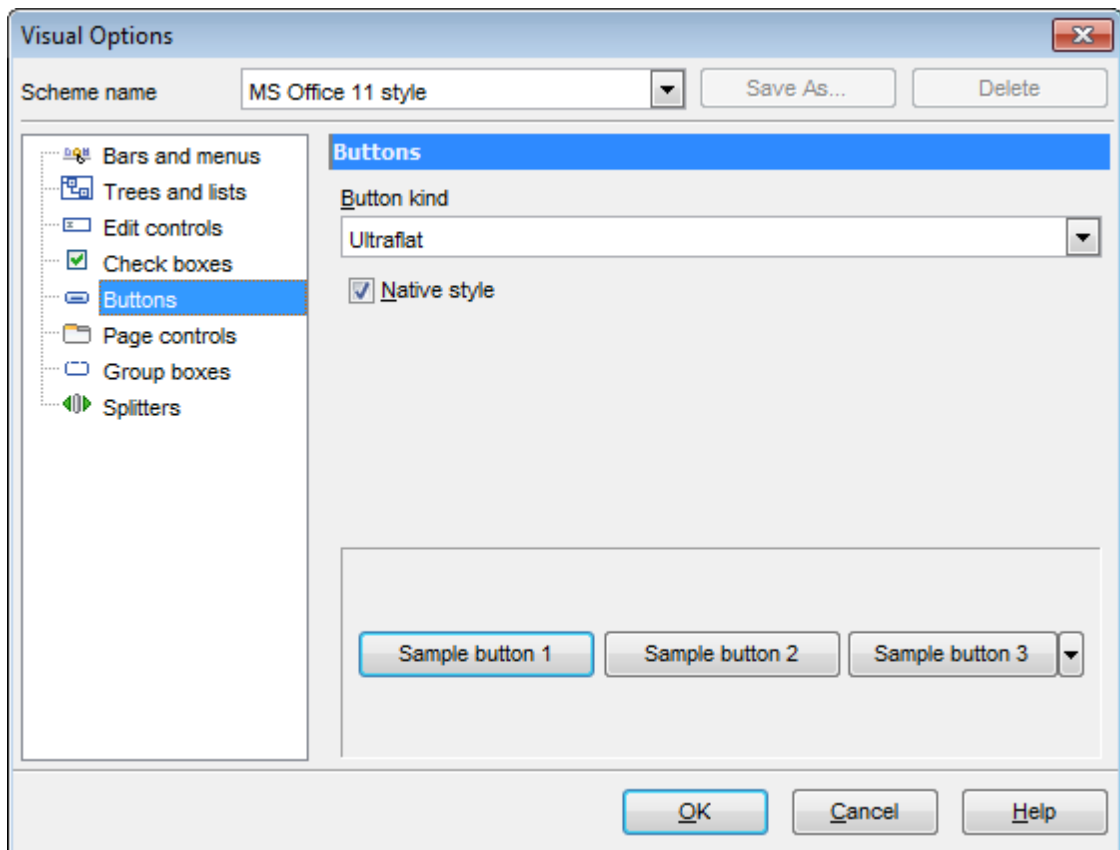 Visual Options
Scheme name MS Office 11 style Save As... Delete
Bars and menus
Trees and lists
Edit controls
Check boxes
Buttons
Page controls
Group boxes
Splitters
Buttons
Button kind
Ultraflat
Native style
Sample button 1 Sample button 2 Sample button 3
OK Cancel Help